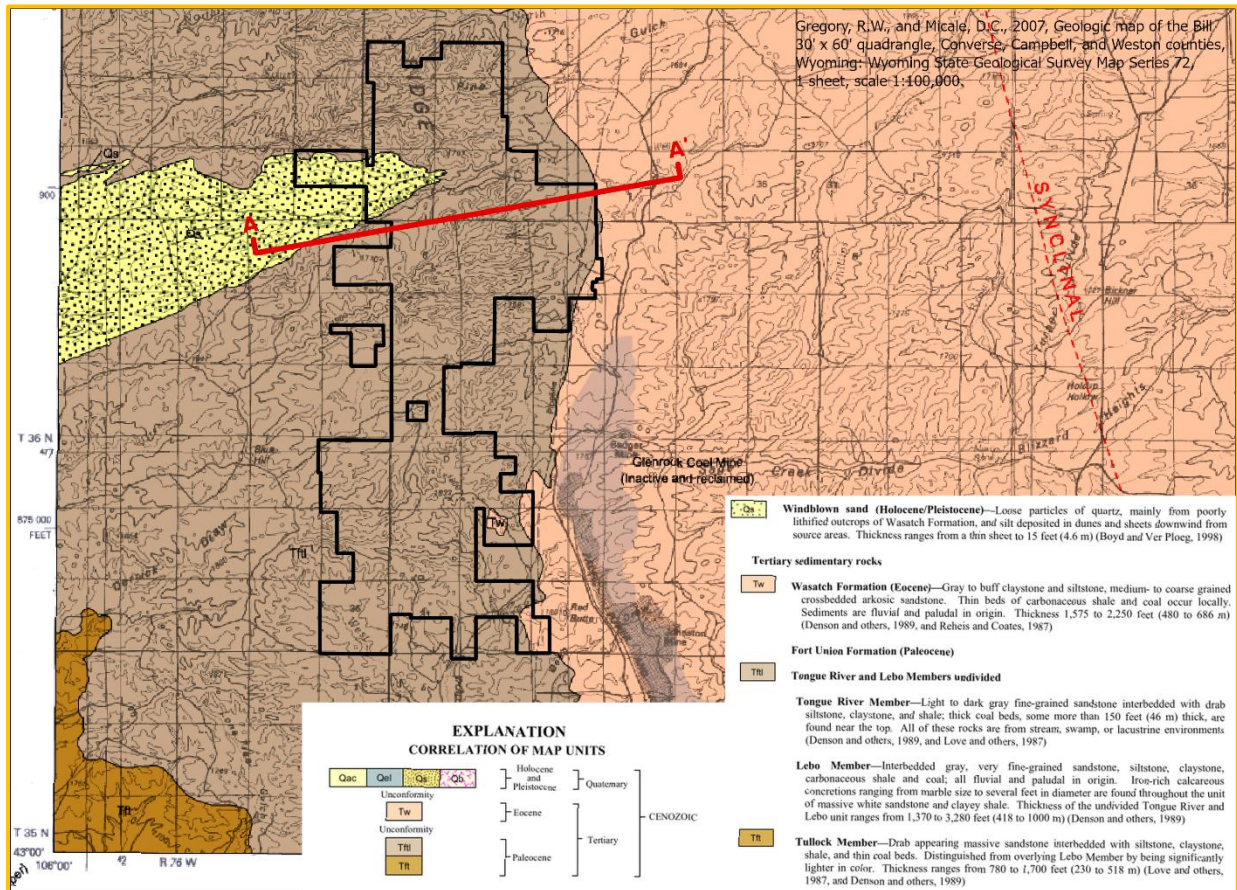 Gregory, R.W., and Micale, D.C., 2007, Geologic map of the Bill
30' x 60' quadrangle, Converse, Campbell, and Weston counties,
Wyoming: Wyoming State Geological Survey Map Series 72,
1 sheet, scale 1:100,000.
Qs
900
A
A'
SYNCLINAL
T 36 N
875 000
FEET
Glenrock Coal Mine
(Inactive and reclaimed)
Creek
Divide
Blizzard
Heights
Tw
Tftl
Tft
T 35 N
43°00'
106°00'
R 76 W
EXPLANATION
CORRELATION OF MAP UNITS
Qac Qel Qs Qb
Holocene
and
Pleistocene
Quaternary
Unconformity
Tw
Eocene
Unconformity
Tftl
Tft
Paleocene
Tertiary
CENOZOIC
Qs
Windblown sand (Holocene/Pleistocene)—Loose particles of quartz, mainly from poorly
lithified outcrops of Wasatch Formation, and silt deposited in dunes and sheets downwind from
source areas. Thickness ranges from a thin sheet to 15 feet (4.6 m) (Boyd and Ver Ploeg, 1998)
Tertiary sedimentary rocks
Tw
Wasatch Formation (Eocene)—Gray to buff claystone and siltstone, medium- to coarse grained
crossbedded arkosic sandstone. Thin beds of carbonaceous shale and coal occur locally.
Sediments are fluvial and paludal in origin. Thickness 1,575 to 2,250 feet (480 to 686 m)
(Denson and others, 1989, and Reheis and Coates, 1987)
Fort Union Formation (Paleocene)
Tftl
Tongue River and Lebo Members undivided
Tongue River Member—Light to dark gray fine-grained sandstone interbedded with drab
siltstone, claystone, and shale; thick coal beds, some more than 150 feet (46 m) thick, are
found near the top. All of these rocks are from stream, swamp, or lacustrine environments
(Denson and others, 1989, and Love and others, 1987)
Lebo Member—Interbedded gray, very fine-grained sandstone, siltstone, claystone,
carbonaceous shale and coal; all fluvial and paludal in origin. Iron-rich calcareous
concretions ranging from marble size to several feet in diameter are found throughout the unit
of massive white sandstone and clayey shale. Thickness of the undivided Tongue River and
Lebo unit ranges from 1,370 to 3,280 feet (418 to 1000 m) (Denson and others, 1989)
Tft
Tullock Member—Drab appearing massive sandstone interbedded with siltstone, claystone,
shale, and thin coal beds. Distinguished from overlying Lebo Member by being significantly
lighter in color. Thickness ranges from 780 to 1,700 feet (230 to 518 m) (Love and others,
1987, and Denson and others, 1989)